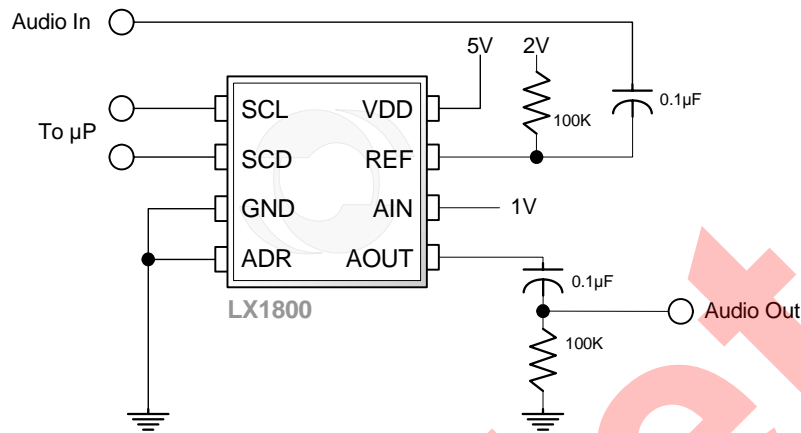 Audio In
5V
2V
0.1µF
100K
To µP
SCL
VDD
SCD
REF
GND
AIN
1V
ADR
AOUT
0.1µF
LX1800
Audio Out
100K